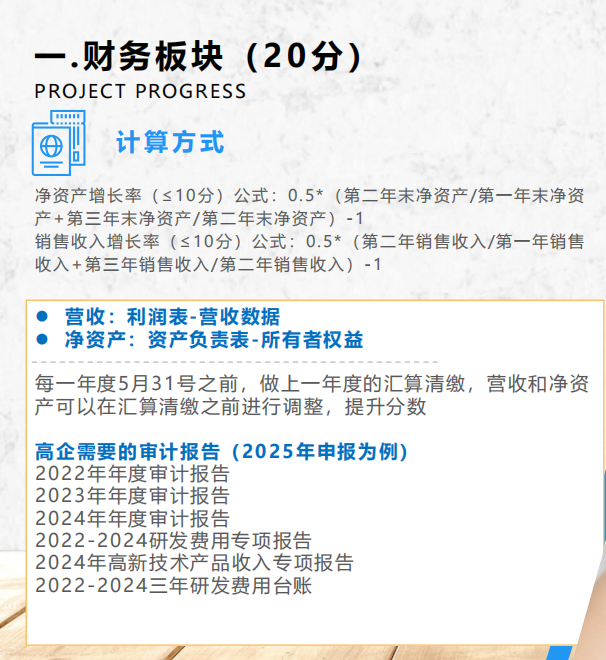 一.财务板块（20分）
PROJECT PROGRESS
计算方式
净资产增长率（≤10分）公式：0.5*（第二年末净资产/第一年末净资
产+第三年末净资产/第二年末净资产）-1
销售收入增长率（≤10分）公式：0.5*（第二年销售收入/第一年销售
收入+第三年销售收入/第二年销售收入）-1
● 营收：利润表-营收数据
● 净资产：资产负责表-所有者权益
每一年度5月31号之前，做上一年度的汇算清缴，营收和净资
产可以在汇算清缴之前进行调整，提升分数
高企需要的审计报告（2025年申报为例）
2022年年度审计报告
2023年年度审计报告
2024年年度审计报告
2022-2024研发费用专项报告
2024年高新技术产品收入专项报告
2022-2024三年研发费用台账